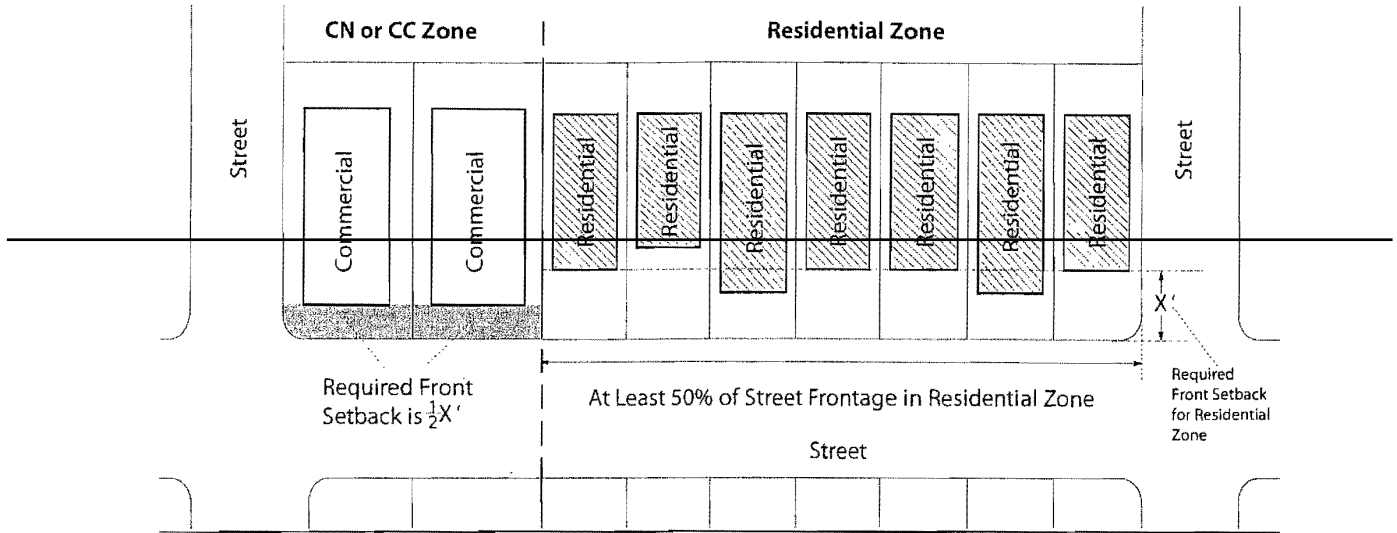 CN or CC Zone
Residential Zone
Street
Commercial
Commercial
Residential
Residential
Residential
Residential
Residential
Residential
Residential
Street
X '
Required Front
Setback is ½X '
At Least 50% of Street Frontage in Residential Zone
Required
Front Setback
for Residential
Zone
Street